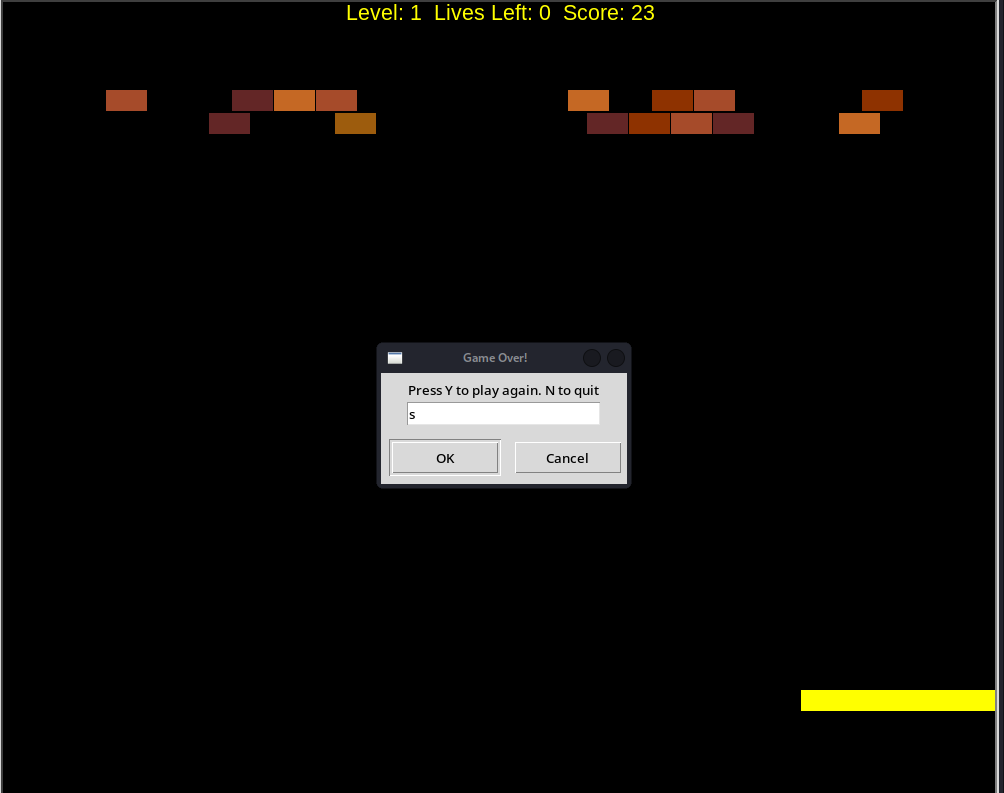 Level: 1  Lives Left: 0  Score: 23
Game Over!
Press Y to play again. N to quit
s
OK
Cancel